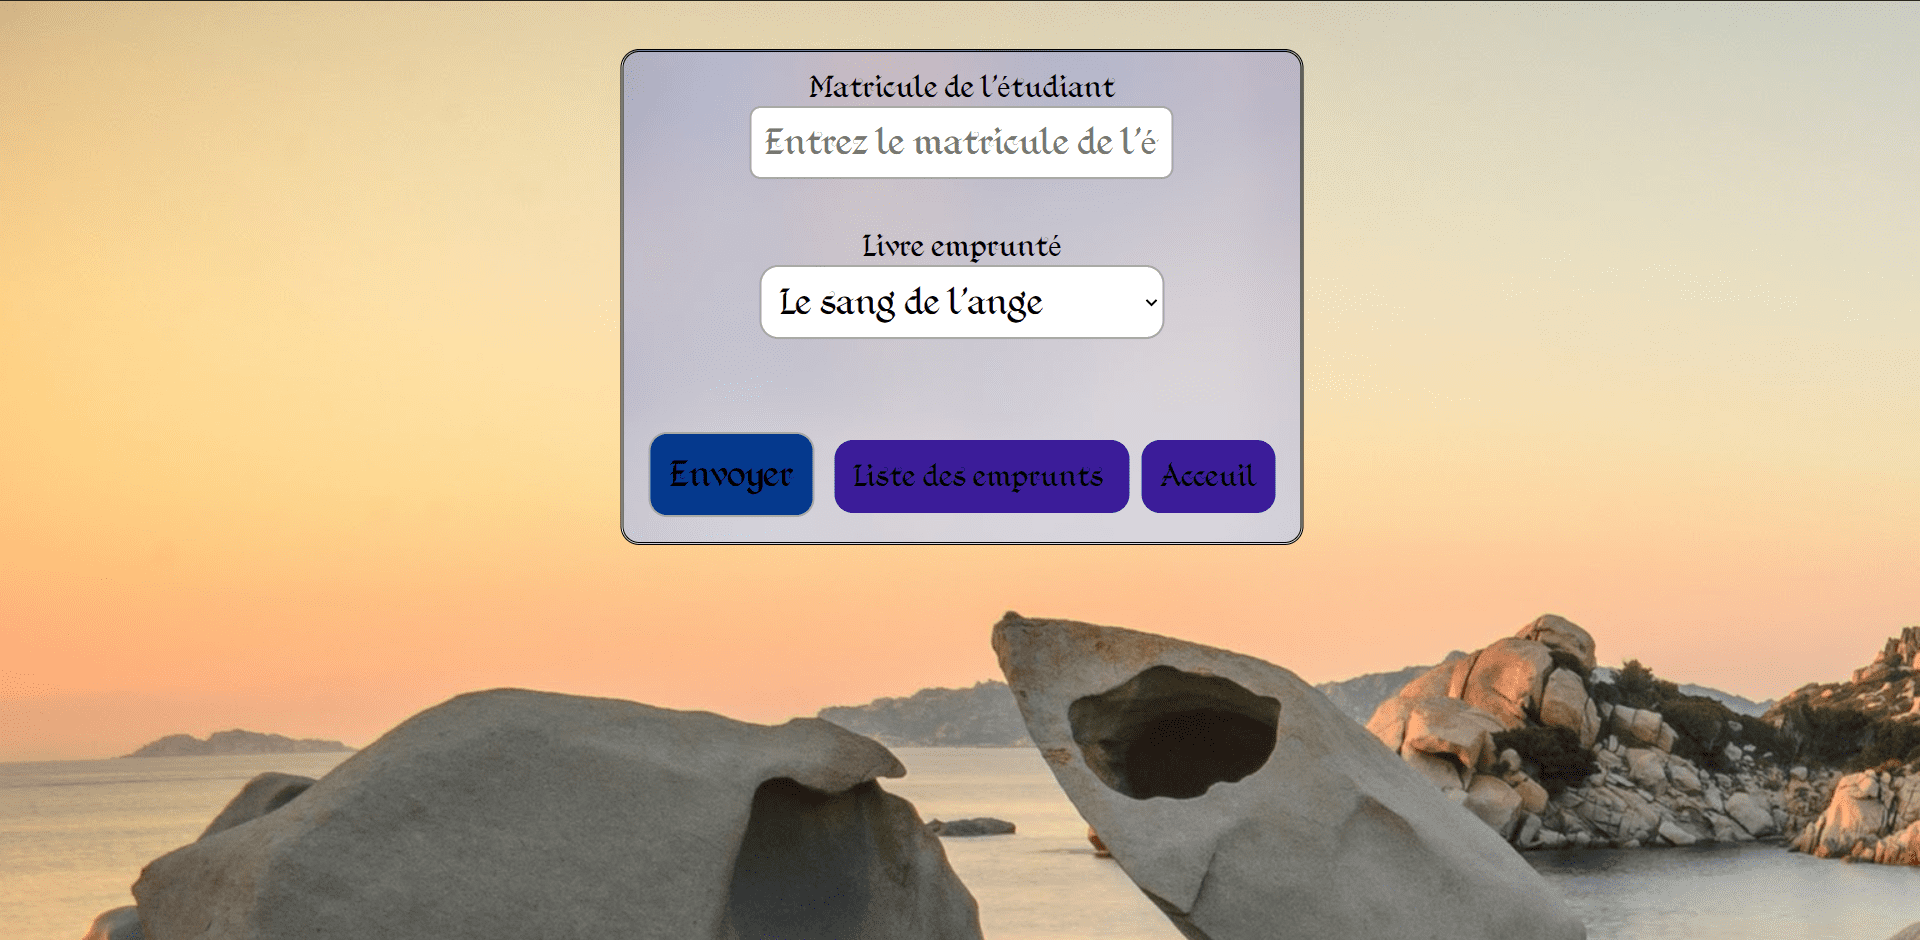 Matricule de l'étudiant
Entrez le matricule de l'é
Livre emprunté
Le sang de l'ange
Envoyer
Liste des emprunts
Acceuil